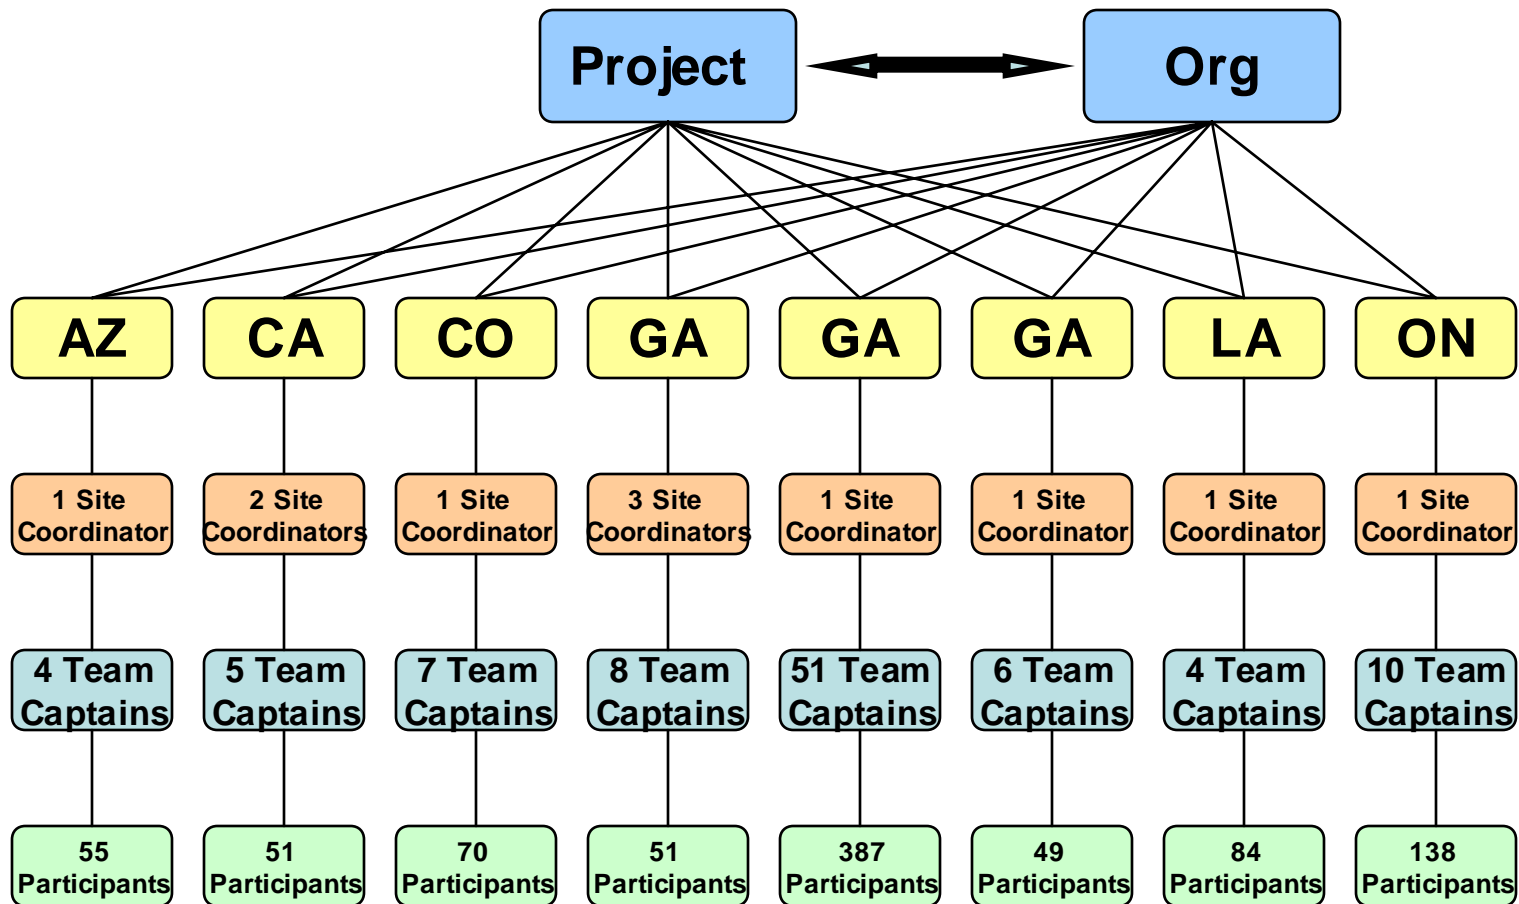 Project
Org
AZ
CA
CO
GA
GA
GA
LA
ON
1 Site
Coordinator
2 Site
Coordinators
1 Site
Coordinator
3 Site
Coordinators
1 Site
Coordinator
1 Site
Coordinator
1 Site
Coordinator
1 Site
Coordinator
4 Team
Captains
5 Team
Captains
7 Team
Captains
8 Team
Captains
51 Team
Captains
6 Team
Captains
4 Team
Captains
10 Team
Captains
55
Participants
51
Participants
70
Participants
51
Participants
387
Participants
49
Participants
84
Participants
138
Participants